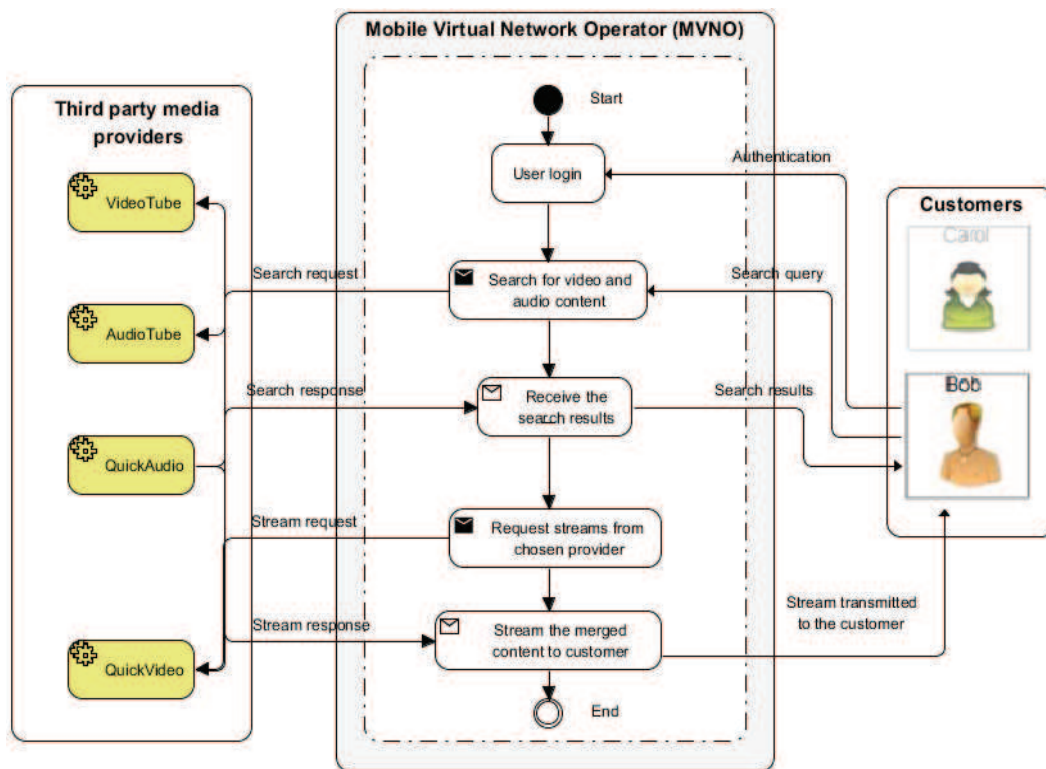 Mobile Virtual Network Operator (MVNO)
Third party media
providers
VideoTube
AudioTube
QuickAudio
QuickVideo
Start
User login
Search for video and
audio content
Receive the
search results
Request streams from
chosen provider
Stream the merged
content to customer
End
Search request
Search response
Stream request
Stream response
Authentication
Search query
Search results
Stream transmitted
to the customer
Customers
Carol
Bob